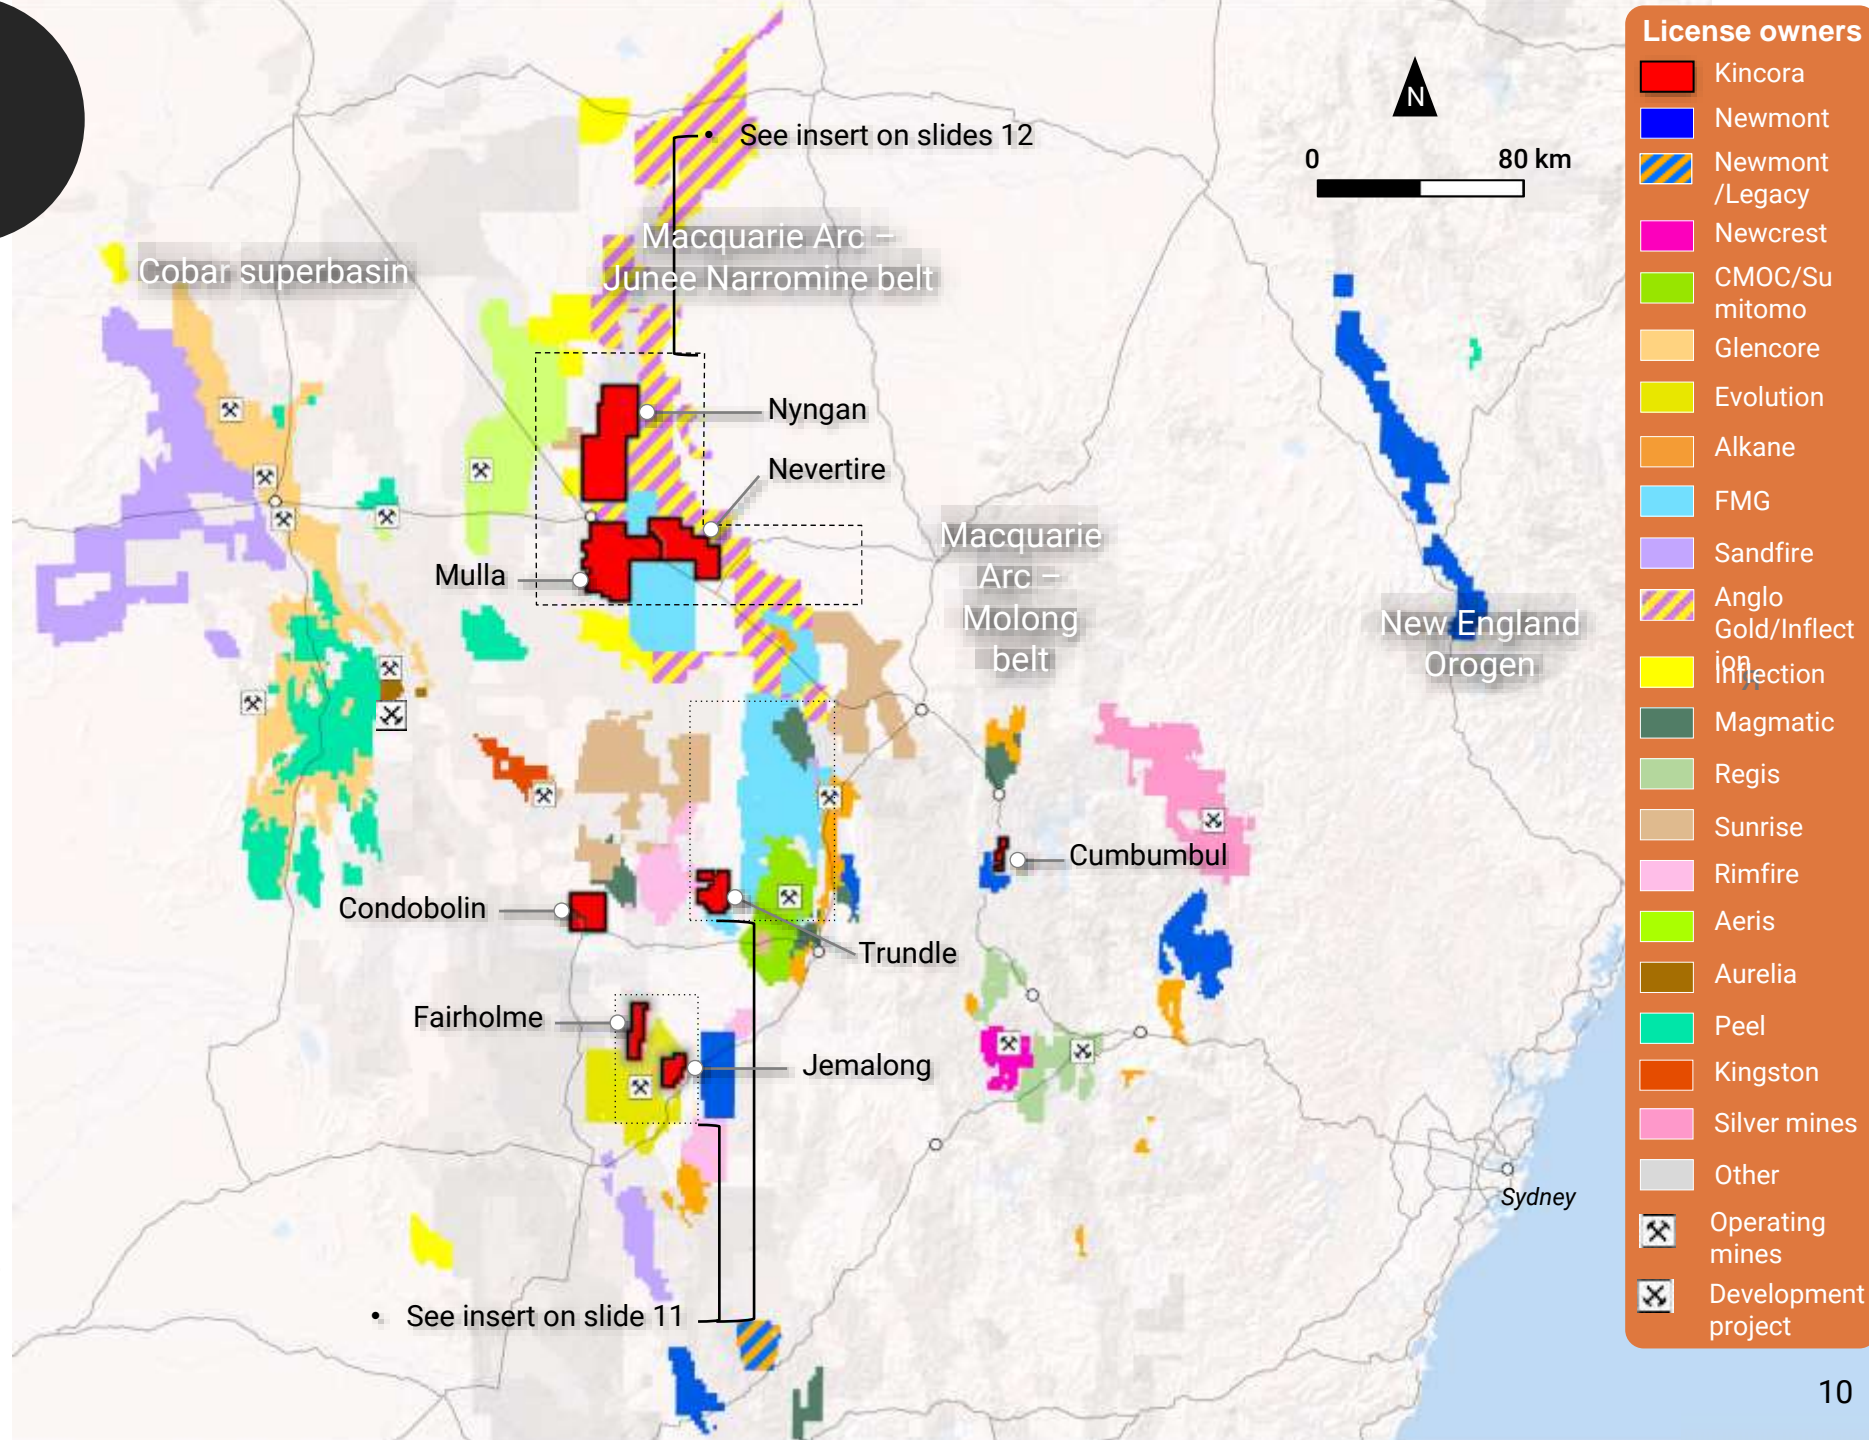 License owners
Kincora
Newmont
Newmont
/Legacy
Newcrest
CMOC/Su
mitomo
Glencore
Evolution
Alkane
FMG
Sandfire
Anglo
Gold/Inflect
ion
Inflection
Magmatic
Regis
Sunrise
Rimfire
Aeris
Aurelia
Peel
Kingston
Silver mines
Other
Operating
mines
Development
project
N
0 80 km
• See insert on slides 12
Cobar superbasin
Macquarie Arc –
Junee Narromine belt
Nyngan
Nevertire
Mulla
Macquarie
Arc –
Molong
belt
New England
Orogen
Cumbumbul
Condobolin
Trundle
Fairholme
Jemalong
Sydney
• See insert on slide 11
10